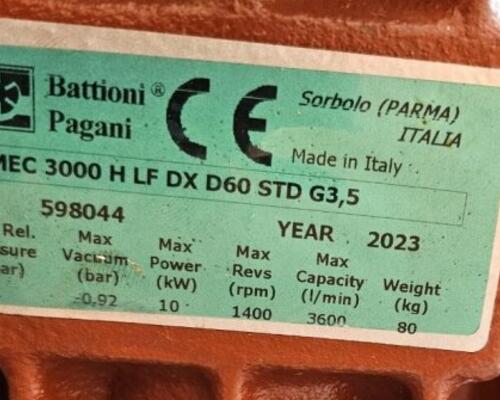 Battioni ® Sorbolo (PARMA)
Pagani ITALIA
Made in Italy
MEC 3000 H LF DX D60 STD G3,5
598044 YEAR 2023
Rel. Max Max Max Max Weight
sure Vacuum Power Revs Capacity (kg)
ar) (bar) (kW) (rpm) (l/min)
-0,92 10 1400 3600 80